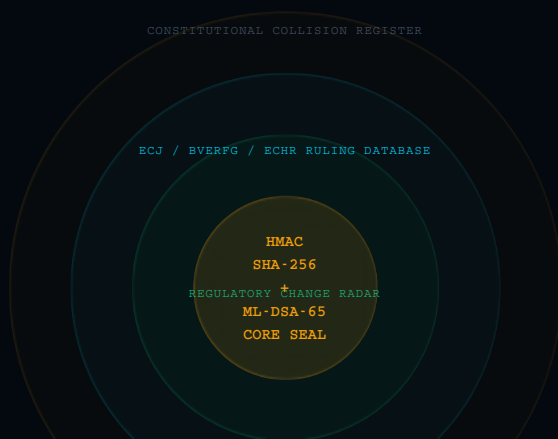 CONSTITUTIONAL COLLISION REGISTER
ECJ / BVERFG / ECHR RULING DATABASE
HMAC
SHA-256
+
REGULATORY CHANGE RADAR
ML-DSA-65
CORE SEAL